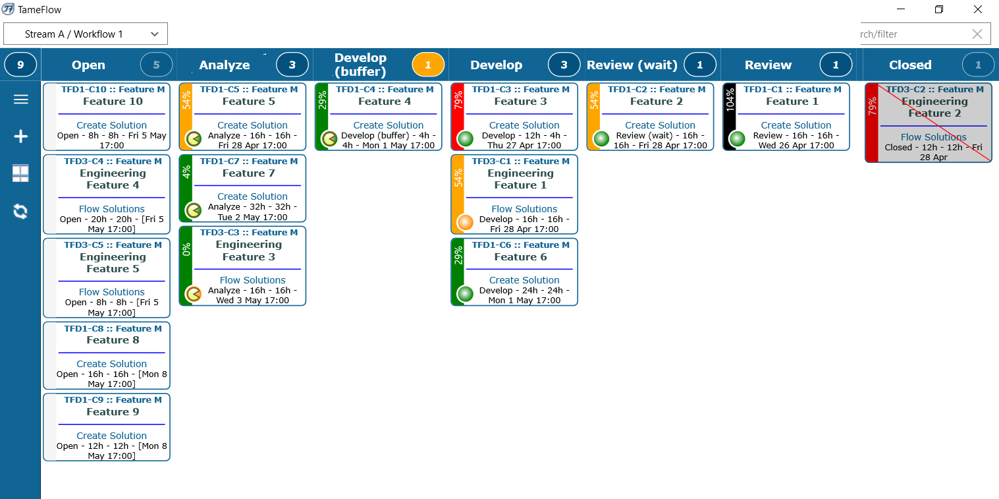 TameFlow
Stream A / Workflow 1
rch/filter
9
Open
5
Analyze
3
Develop
(buffer)
1
Develop
3
Review (wait)
1
Review
1
Closed
1
TFD1-C10 :: Feature M
Feature 10
Create Solution
Open - 8h - 8h - Fri 5 May
17:00
TFD3-C4 :: Feature M
Engineering
Feature 4
Flow Solutions
Open - 20h - 20h - [Fri 5
May 17:00]
TFD3-C5 :: Feature M
Engineering
Feature 5
Flow Solutions
Open - 8h - 8h - [Fri 5
May 17:00]
TFD1-C8 :: Feature M
Feature 8
Create Solution
Open - 16h - 16h - [Mon 8
May 17:00]
TFD1-C9 :: Feature M
Feature 9
Create Solution
Open - 12h - 12h - [Mon 8
May 17:00]
54%
TFD1-C5 :: Feature M
Feature 5
Create Solution
Analyze - 16h - 16h -
Fri 28 Apr 17:00
4%
TFD1-C7 :: Feature M
Feature 7
Create Solution
Analyze - 32h - 32h -
Tue 2 May 17:00
0%
TFD3-C3 :: Feature M
Engineering
Feature 3
Flow Solutions
Analyze - 16h - 16h -
Wed 3 May 17:00
29%
TFD1-C4 :: Feature M
Feature 4
Create Solution
Develop (buffer) - 4h -
4h - Mon 1 May 17:00
79%
TFD1-C3 :: Feature M
Feature 3
Create Solution
Develop - 12h - 4h -
Thu 27 Apr 17:00
54%
TFD3-C1 :: Feature M
Engineering
Feature 1
Flow Solutions
Develop - 16h - 16h -
Fri 28 Apr 17:00
29%
TFD1-C6 :: Feature M
Feature 6
Create Solution
Develop - 24h - 24h -
Mon 1 May 17:00
54%
TFD1-C2 :: Feature M
Feature 2
Create Solution
Review (wait) - 16h -
16h - Fri 28 Apr 17:00
104%
TFD1-C1 :: Feature M
Feature 1
Create Solution
Review - 16h - 16h -
Wed 26 Apr 17:00
79%
TFD3-C2 :: Feature M
Engineering
Feature 2
Flow Solutions
Closed - 12h - 12h - Fri
28 Apr